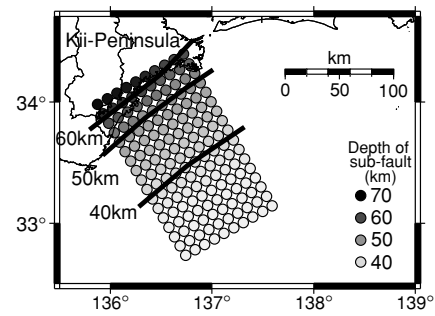 Kii-Peninsula
km
0 50 100
34°
60km
50km
40km
Depth of
sub-fault
(km)
70
60
50
40
33°
136° 137° 138° 139°